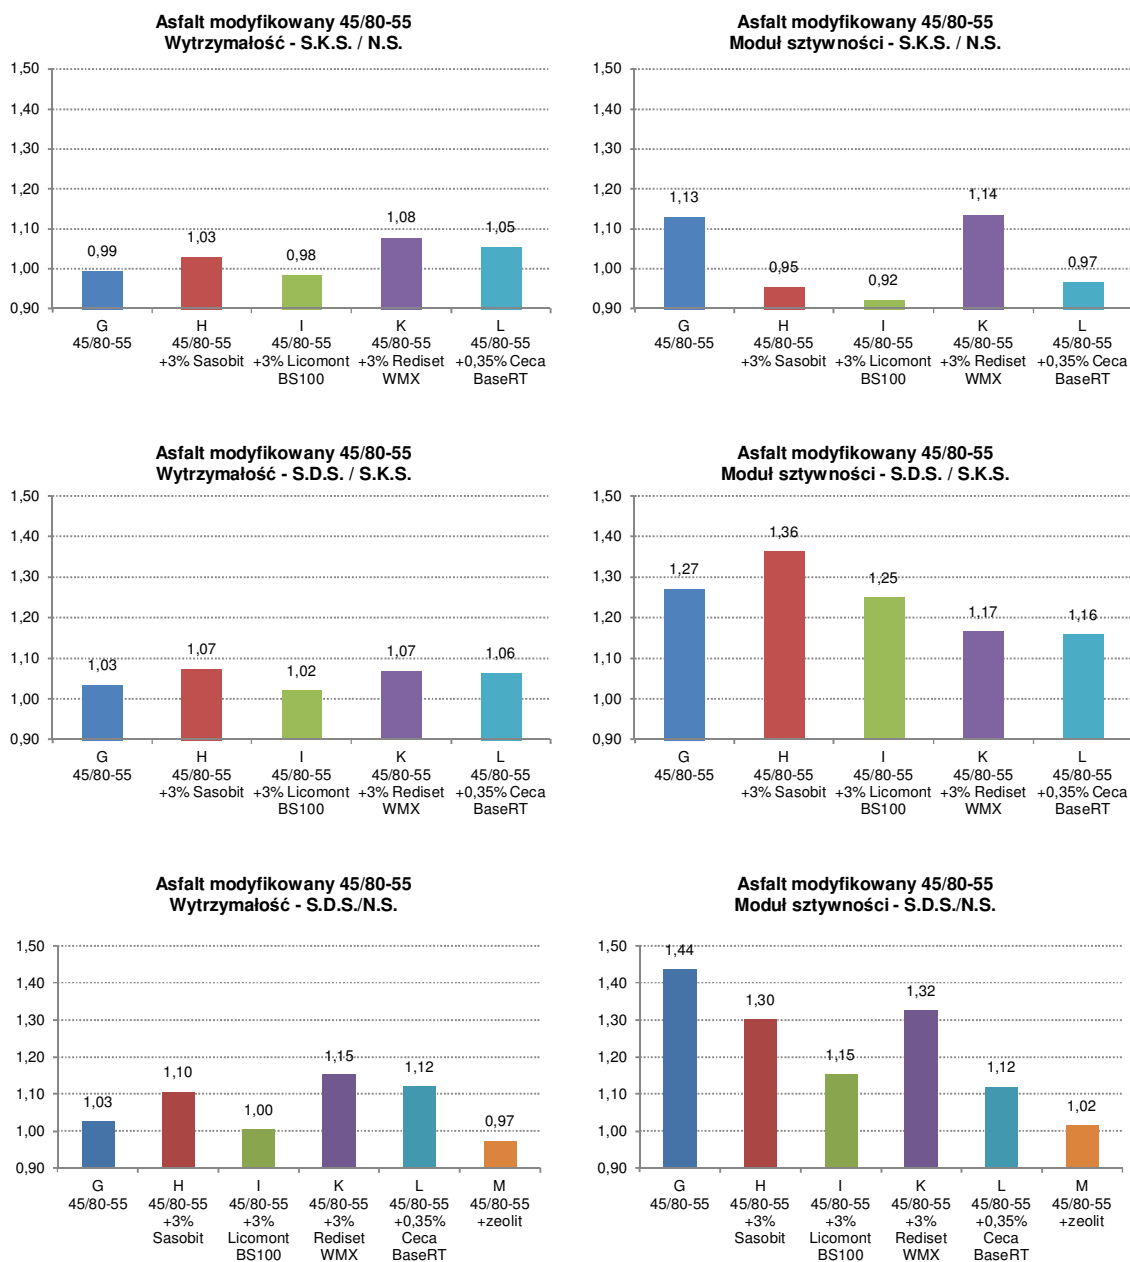 Asfalt modyfikowany 45/80-55
Wytrzymałość - S.K.S. / N.S.
1,50
1,40
1,30
1,20
1,10
1,00
0,90
0,99
1,03
0,98
1,08
1,05
G
45/80-55
H
45/80-55
+3% Sasobit
I
45/80-55
+3% Licomont
BS100
K
45/80-55
+3% Rediset
WMX
L
45/80-55
+0,35% Ceca
BaseRT
Asfalt modyfikowany 45/80-55
Moduł sztywności - S.K.S. / N.S.
1,50
1,40
1,30
1,20
1,10
1,00
0,90
1,13
0,95
0,92
1,14
0,97
G
45/80-55
H
45/80-55
+3% Sasobit
I
45/80-55
+3% Licomont
BS100
K
45/80-55
+3% Rediset
WMX
L
45/80-55
+0,35% Ceca
BaseRT
Asfalt modyfikowany 45/80-55
Wytrzymałość - S.D.S. / S.K.S.
1,50
1,40
1,30
1,20
1,10
1,00
0,90
1,03
1,07
1,02
1,07
1,06
G
45/80-55
H
45/80-55
+3% Sasobit
I
45/80-55
+3% Licomont
BS100
K
45/80-55
+3% Rediset
WMX
L
45/80-55
+0,35% Ceca
BaseRT
Asfalt modyfikowany 45/80-55
Moduł sztywności - S.D.S. / S.K.S.
1,50
1,40
1,30
1,20
1,10
1,00
0,90
1,27
1,36
1,25
1,17
1,16
G
45/80-55
H
45/80-55
+3% Sasobit
I
45/80-55
+3% Licomont
BS100
K
45/80-55
+3% Rediset
WMX
L
45/80-55
+0,35% Ceca
BaseRT
Asfalt modyfikowany 45/80-55
Wytrzymałość - S.D.S./N.S.
1,50
1,40
1,30
1,20
1,10
1,00
0,90
1,03
1,10
1,00
1,15
1,12
0,97
G
45/80-55
H
45/80-55
+3%
Sasobit
I
45/80-55
+3%
Licomont
BS100
K
45/80-55
+3%
Rediset
WMX
L
45/80-55
+0,35%
Ceca
BaseRT
M
45/80-55
+zeolit
Asfalt modyfikowany 45/80-55
Moduł sztywności - S.D.S./N.S.
1,50
1,40
1,30
1,20
1,10
1,00
0,90
1,44
1,30
1,15
1,32
1,12
1,02
G
45/80-55
H
45/80-55
+3%
Sasobit
I
45/80-55
+3%
Licomont
BS100
K
45/80-55
+3%
Rediset
WMX
L
45/80-55
+0,35%
Ceca
BaseRT
M
45/80-55
+zeolit